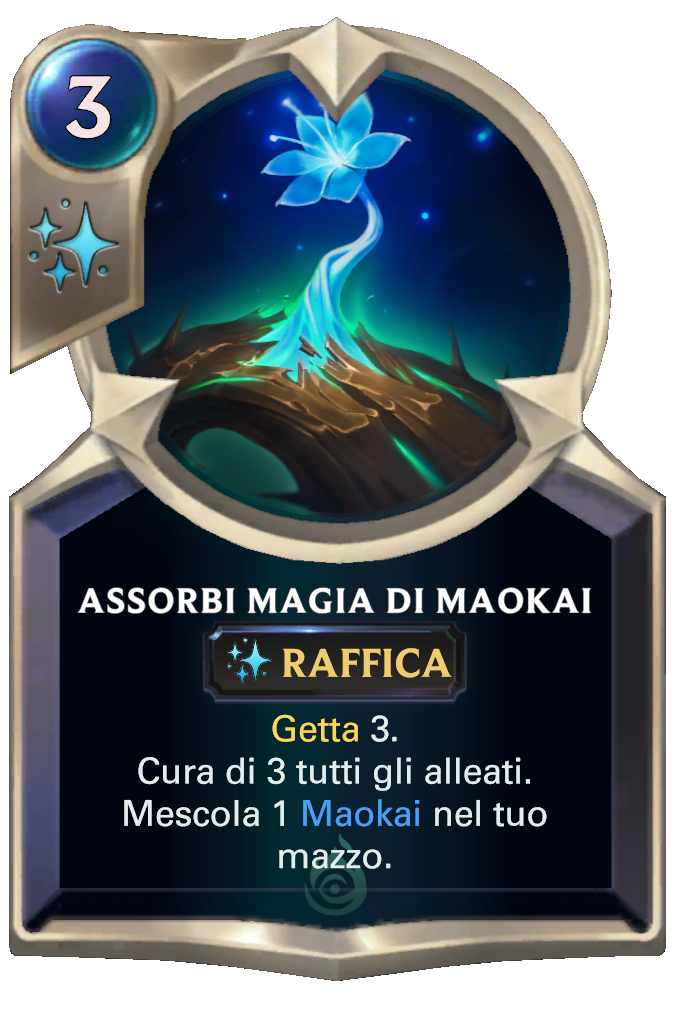 3
ASSORBI MAGIA DI MAOKAI
RAFFICA
Getta 3.
Cura di 3 tutti gli alleati.
Mescola 1 Maokai nel tuo
mazzo.